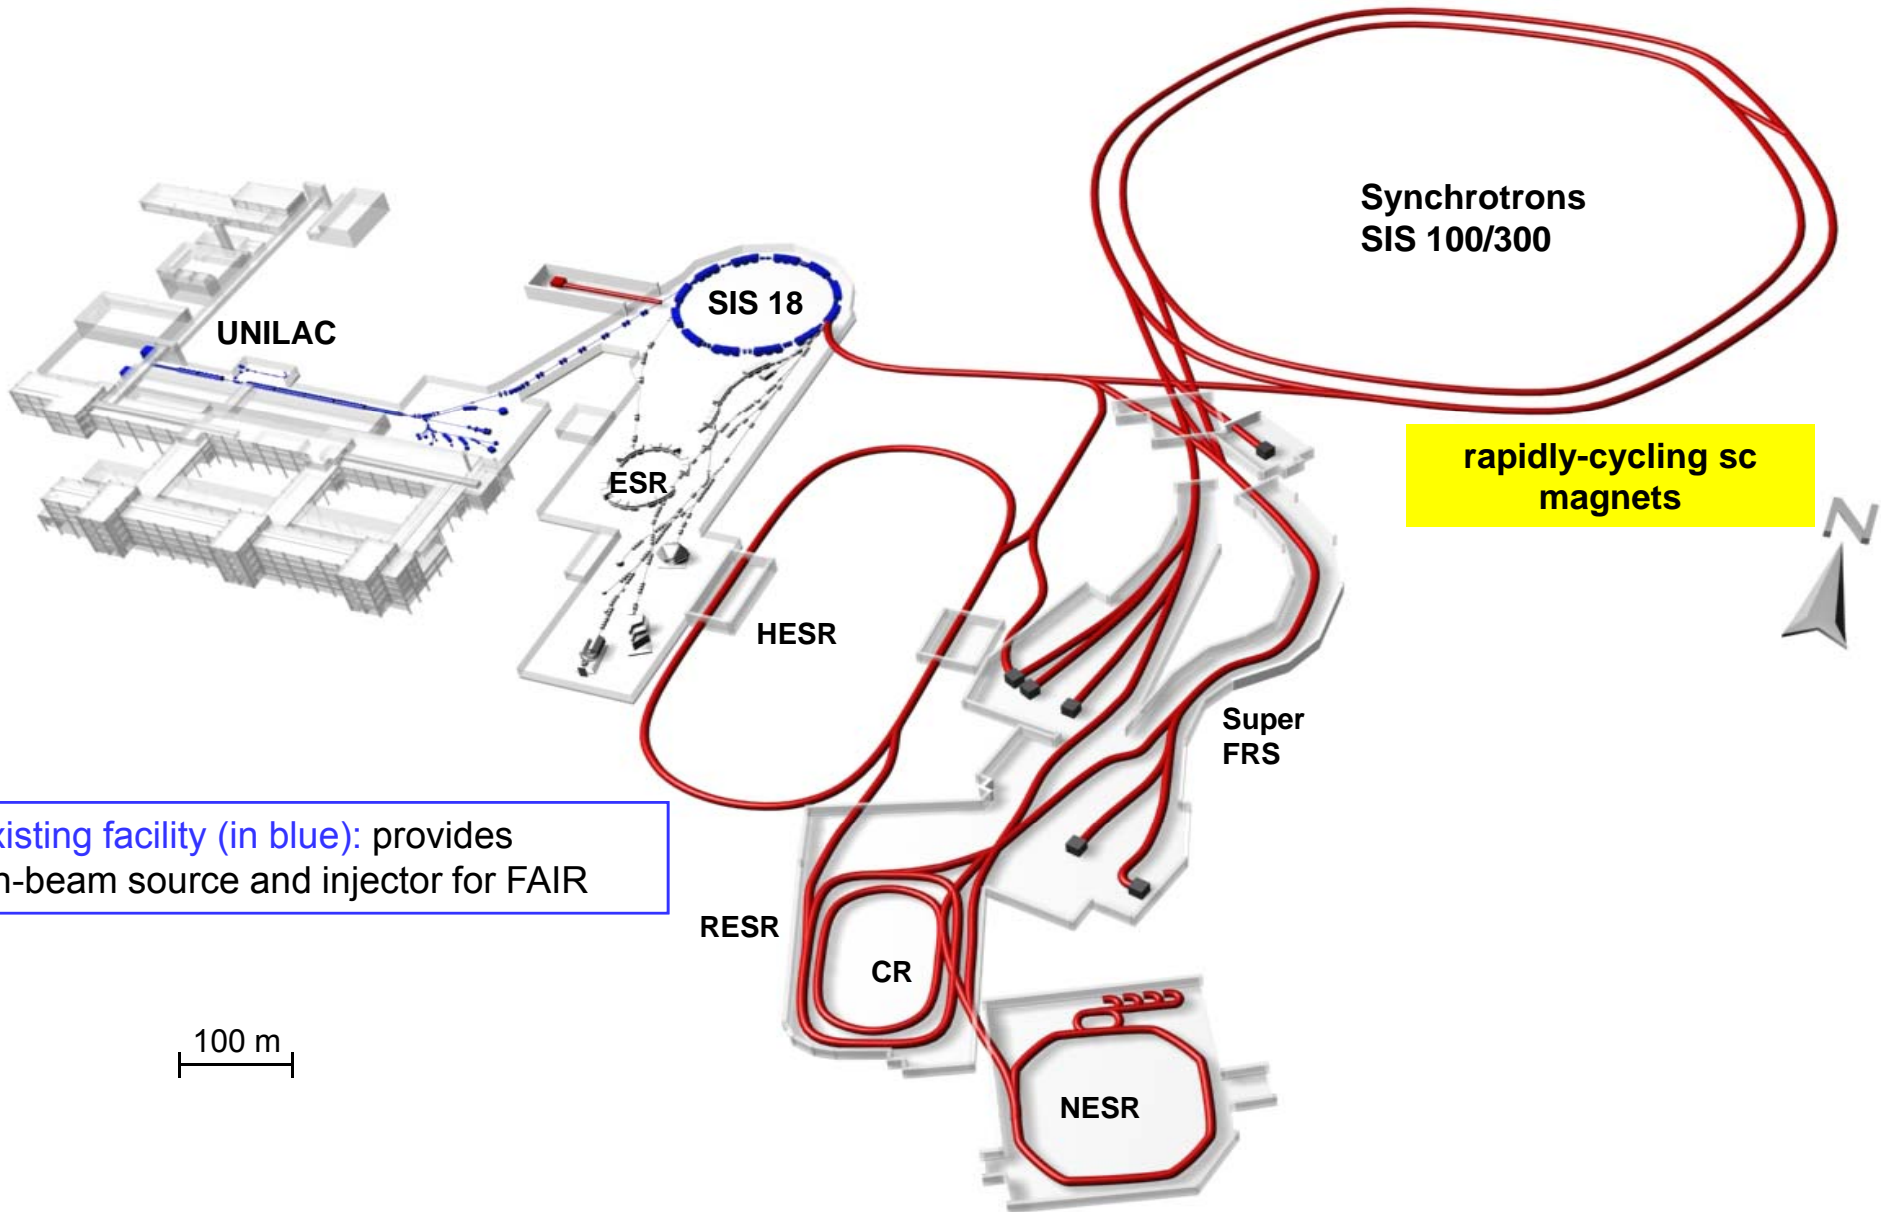 Synchrotrons
SIS 100/300
SIS 18
UNILAC
rapidly-cycling sc
magnets
ESR
N
HESR
Super
FRS
xisting facility (in blue): provides
n-beam source and injector for FAIR
RESR
CR
100 m
NESR